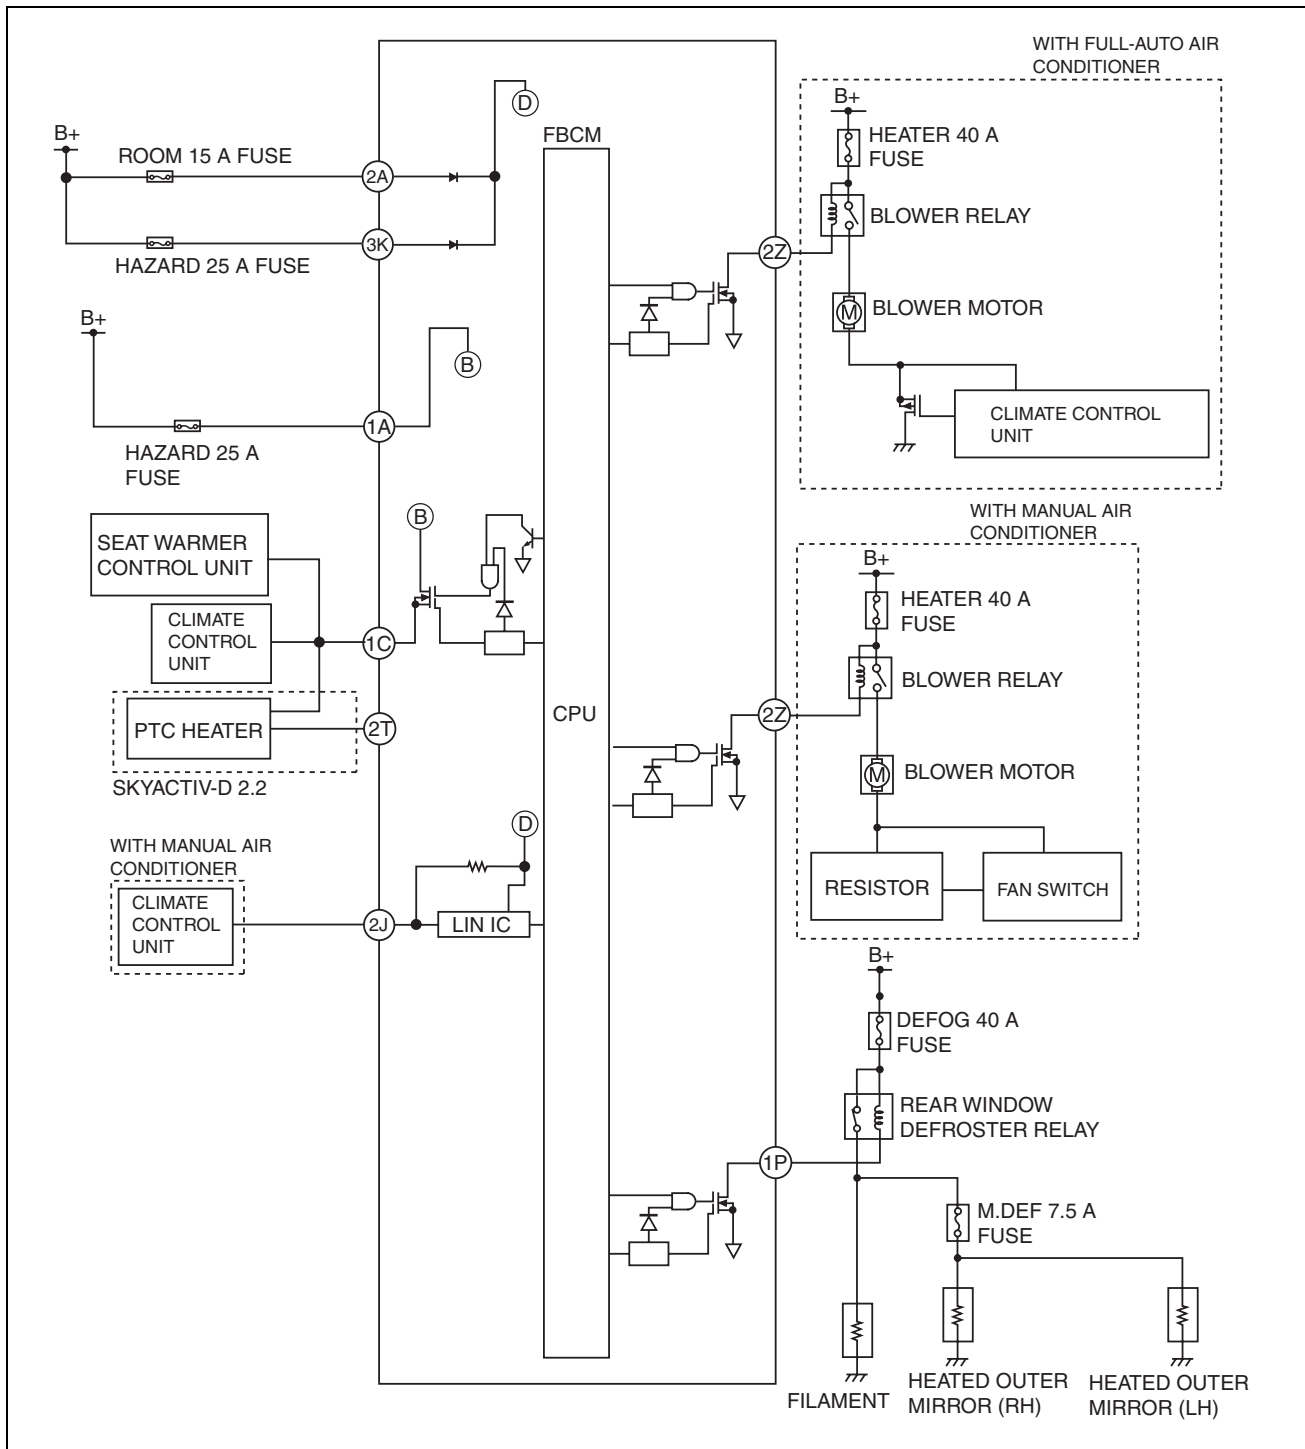 WITH FULL-AUTO AIR
CONDITIONER
B+
HEATER 40 A
FUSE
BLOWER RELAY
BLOWER MOTOR
M
CLIMATE CONTROL
UNIT
D
FBCM
B+
ROOM 15 A FUSE
2A
HAZARD 25 A FUSE
3K
2Z
B+
B
1A
HAZARD 25 A
FUSE
B
SEAT WARMER
CONTROL UNIT
CLIMATE
CONTROL
UNIT
1C
PTC HEATER
2T
SKYACTIV-D 2.2
CPU
WITH MANUAL AIR
CONDITIONER
B+
HEATER 40 A
FUSE
BLOWER RELAY
2Z
BLOWER MOTOR
M
RESISTOR
FAN SWITCH
WITH MANUAL AIR
CONDITIONER
CLIMATE
CONTROL
UNIT
2J
D
LIN IC
B+
DEFOG 40 A
FUSE
REAR WINDOW
DEFROSTER RELAY
1P
M.DEF 7.5 A
FUSE
FILAMENT
HEATED OUTER
MIRROR (RH)
HEATED OUTER
MIRROR (LH)